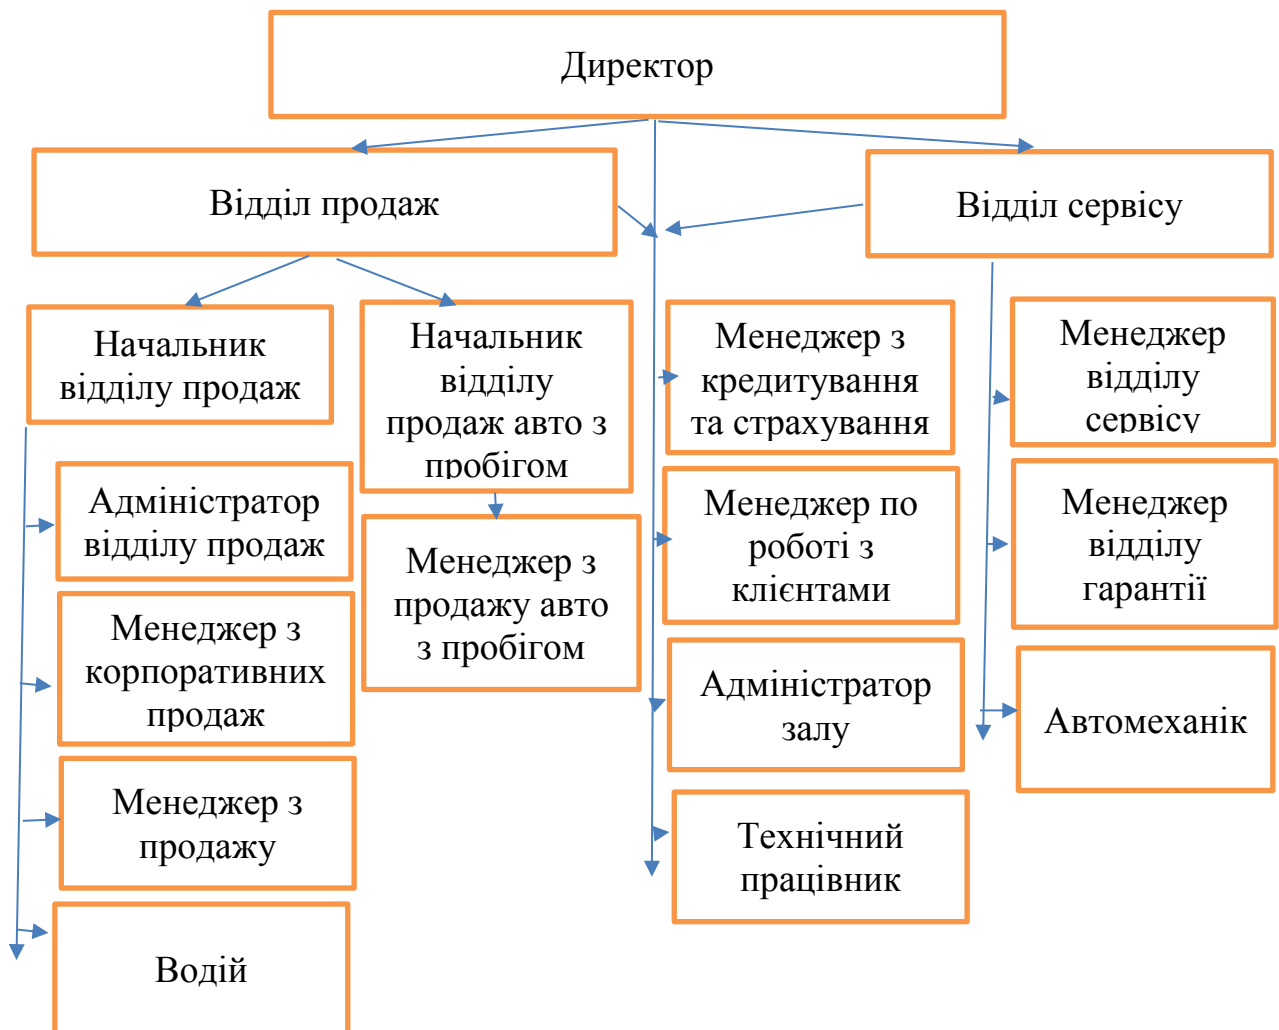 Директор
Відділ продаж
Відділ сервісу
Начальник
відділу продаж
Начальник
відділу
продаж авто з
пробігом
Менеджер з
кредитування
та страхування
Менеджер
відділу
сервісу
Адміністратор
відділу продаж
Менеджер з
продажу авто
з пробігом
Менеджер по
роботі з
клієнтами
Менеджер
відділу
гарантії
Менеджер з
корпоративних
продаж
Адміністратор
залу
Автомеханік
Менеджер з
продажу
Технічний
працівник
Водій